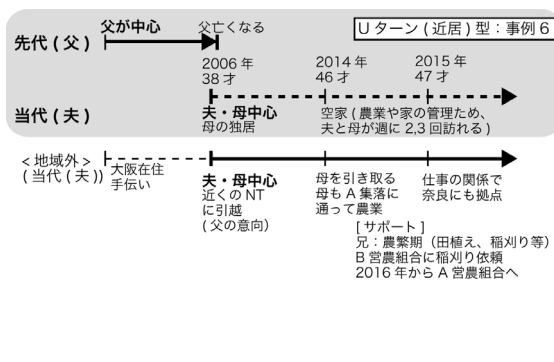 Uターン(近居)型：事例6
父が中心
父亡くなる
先代(父)
2006年
38才
2014年
46才
2015年
47才
当代(夫)
夫・母中心
母の独居
空家(農業や家の管理ため、
夫と母が週に2,3回訪れる)
<地域外>
(当代(夫))
大阪在住
手伝い
夫・母中心
近くのNT
に引越
(父の意向)
母を引き取る
母もA集落に
通って農業
仕事の関係で
奈良にも拠点
[サポート]
兄：農繁期（田植え、稲刈り等）
B営農組合に稲刈り依頼
2016年からA営農組合へ